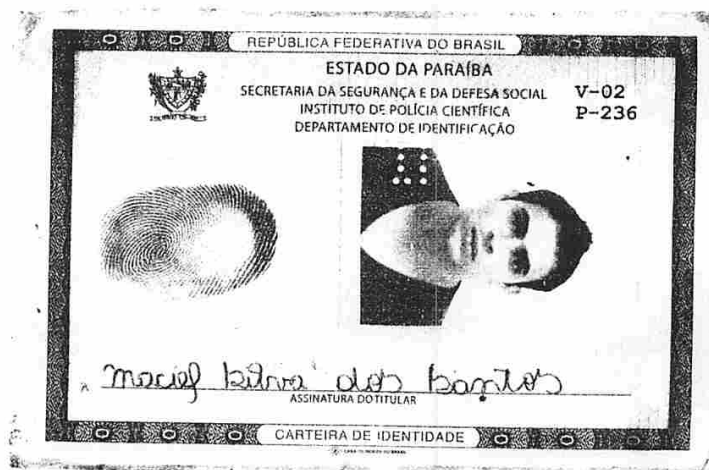 REPÚBLICA FEDERATIVA DO BRASIL
ESTADO DA PARAÍBA
SECRETARIA DA SEGURANÇA E DA DEFESA SOCIAL
INSTITUTO DE POLÍCIA CIENTÍFICA
DEPARTAMENTO DE IDENTIFICAÇÃO
V-02
P-236
Maciel Silva dos Santos
ASSINATURA DO TITULAR
CARTEIRA DE IDENTIDADE